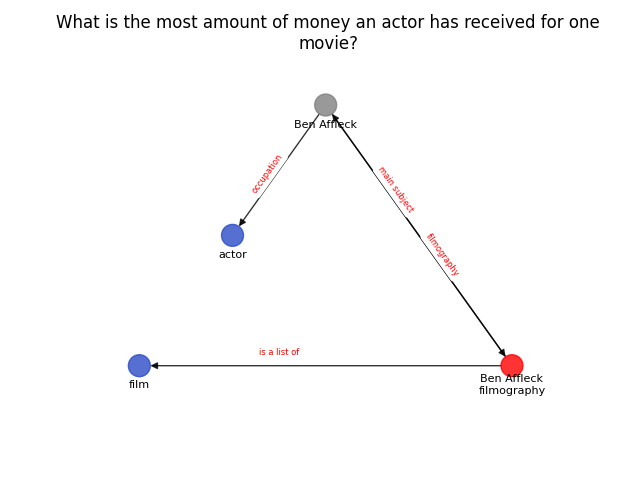 What is the most amount of money an actor has received for one
movie?
Ben Affleck
occupation
main subject
filmography
actor
is a list of
film
Ben Affleck
filmography